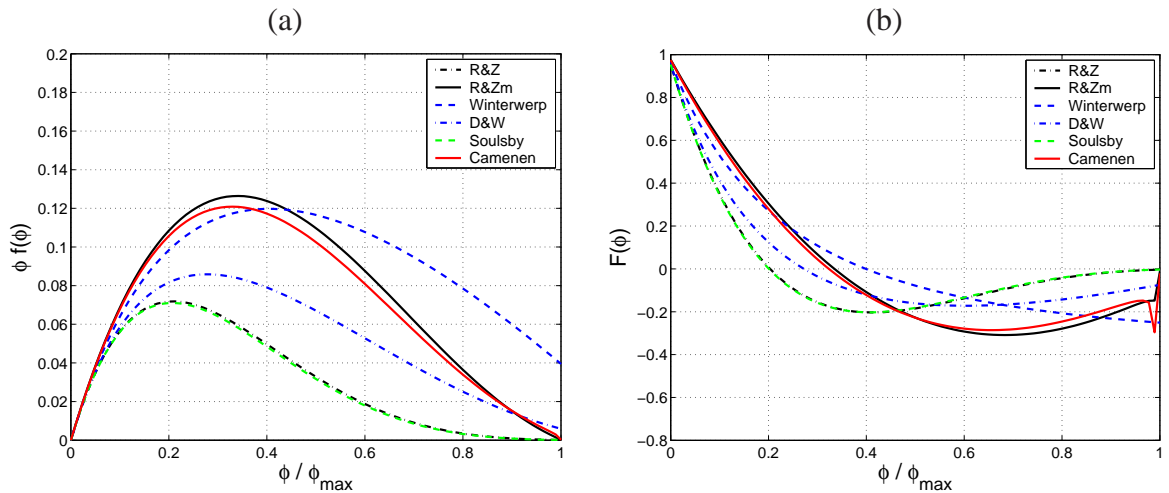 (a)
0.2
0.18
0.16
0.14
0.12
0.1
0.08
0.06
0.04
0.02
0
ϕ f(ϕ)
R&Z
R&Zm
Winterwerp
D&W
Soulsby
Camenen
0 0.2 0.4 0.6 0.8 1
ϕ / ϕmax
(b)
1
0.8
0.6
0.4
0.2
0
−0.2
−0.4
−0.6
−0.8
F(ϕ)
R&Z
R&Zm
Winterwerp
D&W
Soulsby
Camenen
0 0.2 0.4 0.6 0.8 1
ϕ / ϕmax